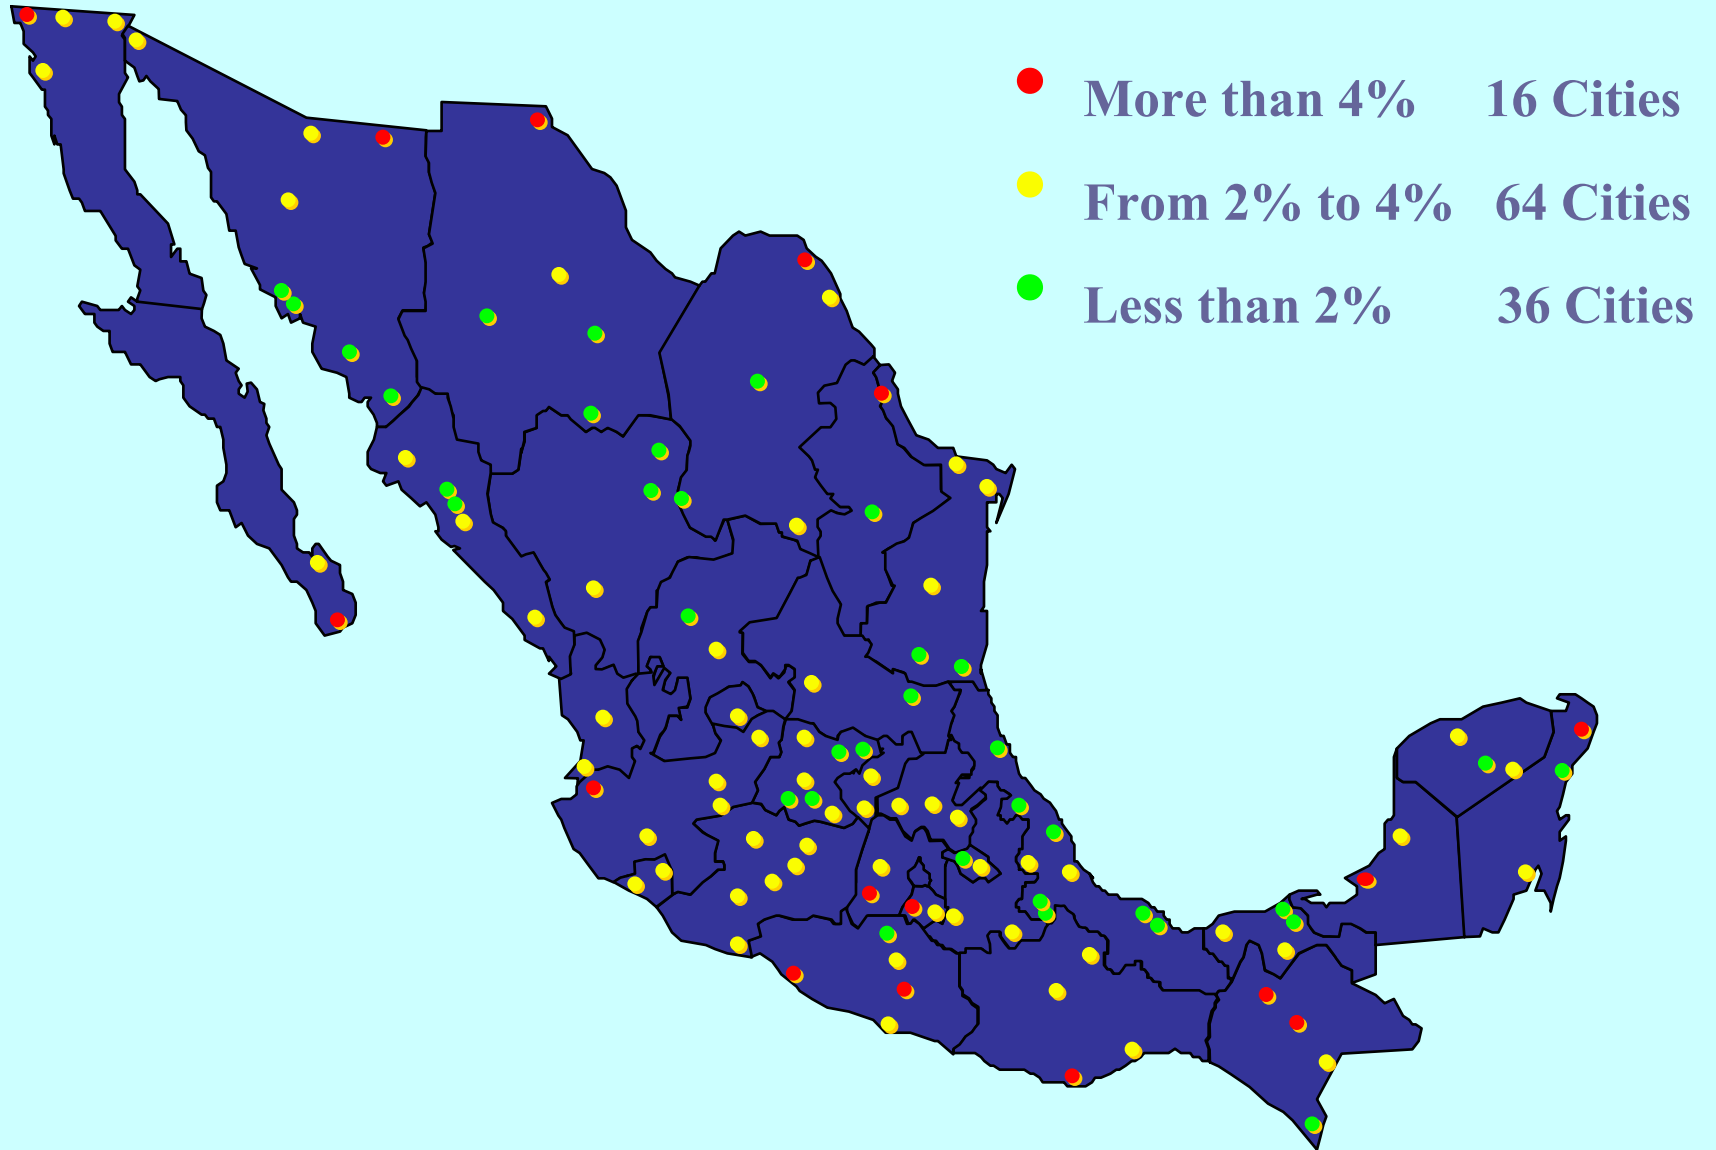 More than 4% 16 Cities
From 2% to 4% 64 Cities
Less than 2% 36 Cities